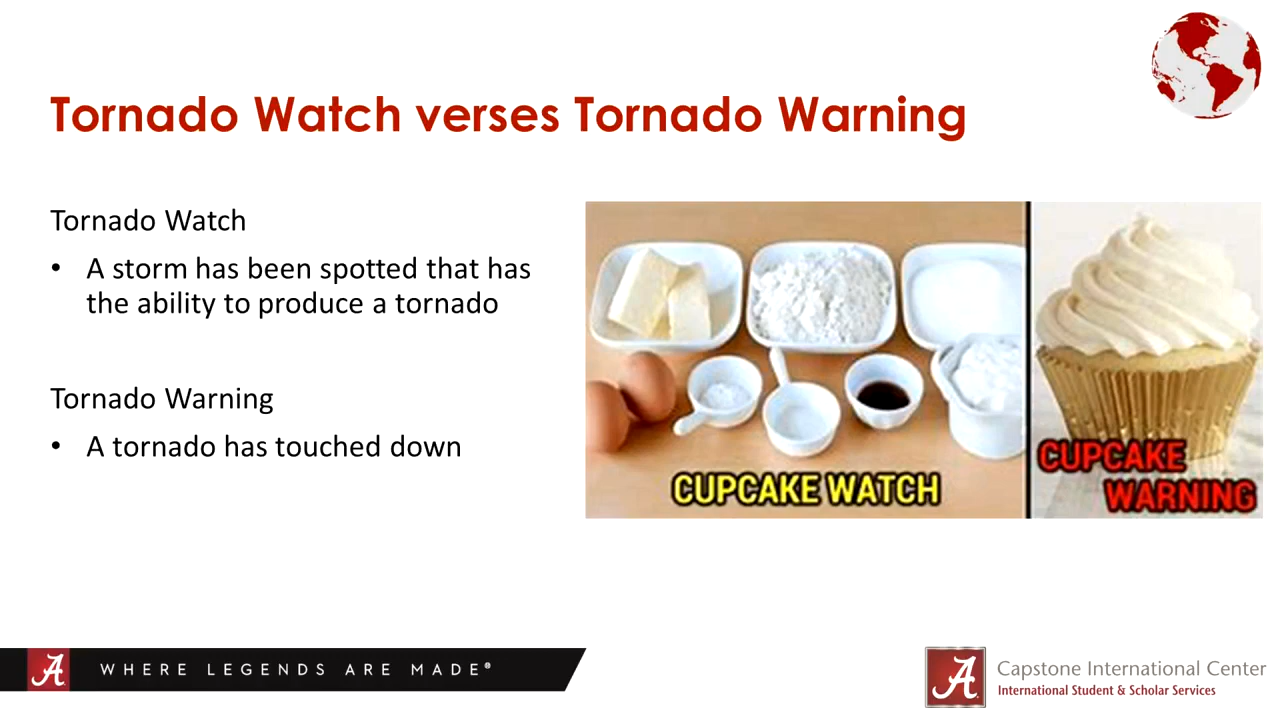 Tornado Watch verses Tornado Warning
Tornado Watch
• A storm has been spotted that has
the ability to produce a tornado
Tornado Warning
• A tornado has touched down
CUPCAKE WATCH
CUPCAKE
WARNING
A WHERE LEGENDS ARE MADE®
A Capstone International Center
International Student & Scholar Services